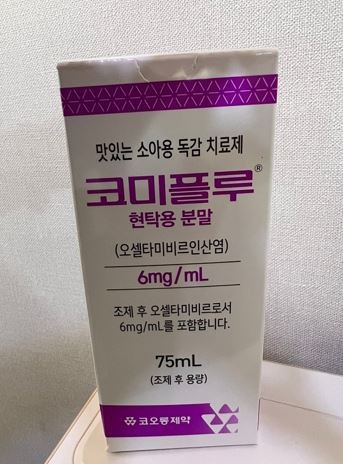 맛있는 소아용 독감 치료제
코미플루®
현탁용 분말
(오셀타미비르인산염)
6mg/mL
조제 후 오셀타미비르로서
6mg/mL를 포함합니다.
75mL
(조제 후 용량)
코오롱제약